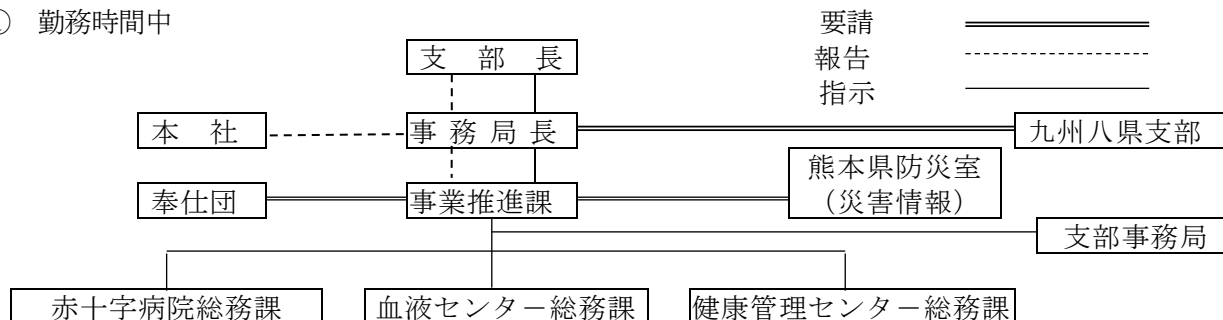 勤務時間中
要請
報告
指示
支 部 長
本 社
事 務 局 長
九州八県支部
熊本県防災室
（災害情報）
奉仕団
事業推進課
支部事務局
赤十字病院総務課
血液センター総務課
健康管理センター総務課